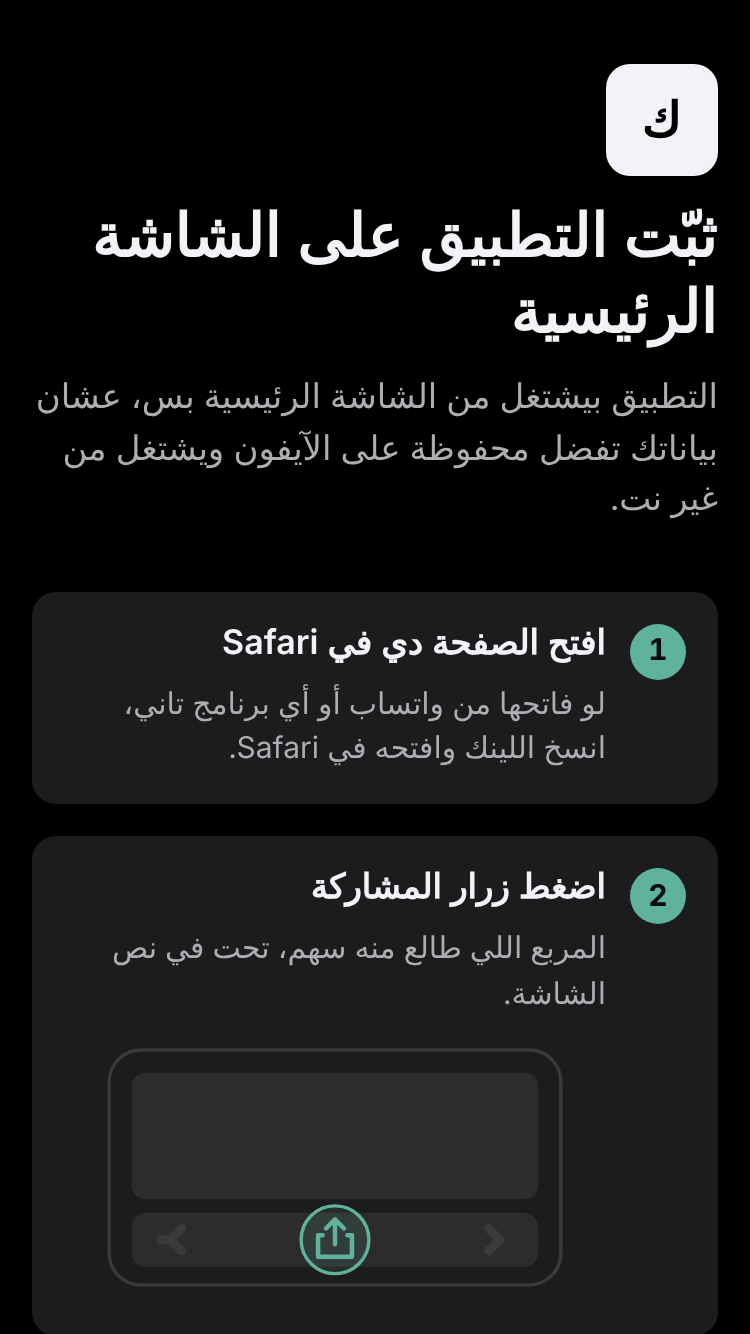 ك
ثبّت التطبيق على الشاشة
الرئيسية
التطبيق بيشتغل من الشاشة الرئيسية بس، عشان
بياناتك تفضل محفوظة على الآيفون ويشتغل من
غير نت.
1
افتح الصفحة دي في Safari
لو فاتحها من واتساب أو أي برنامج تاني،
انسخ اللينك وافتحه في Safari.
2
اضغط زرار المشاركة
المربع اللي طالع منه سهم، تحت في نص
الشاشة.